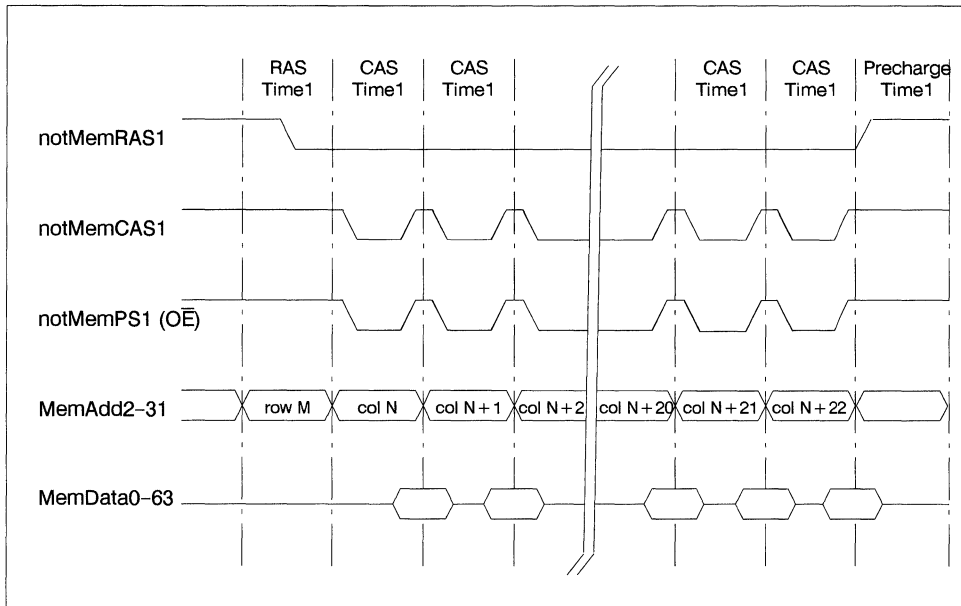 RAS Time1
CAS Time1
CAS Time1
CAS Time1
CAS Time1
Precharge Time1
notMemRAS1
notMemCAS1
notMemPS1 (OE̅)
MemAdd2–31
row M
col N
col N + 1
col N + 2
col N + 20
col N + 21
col N + 22
MemData0–63